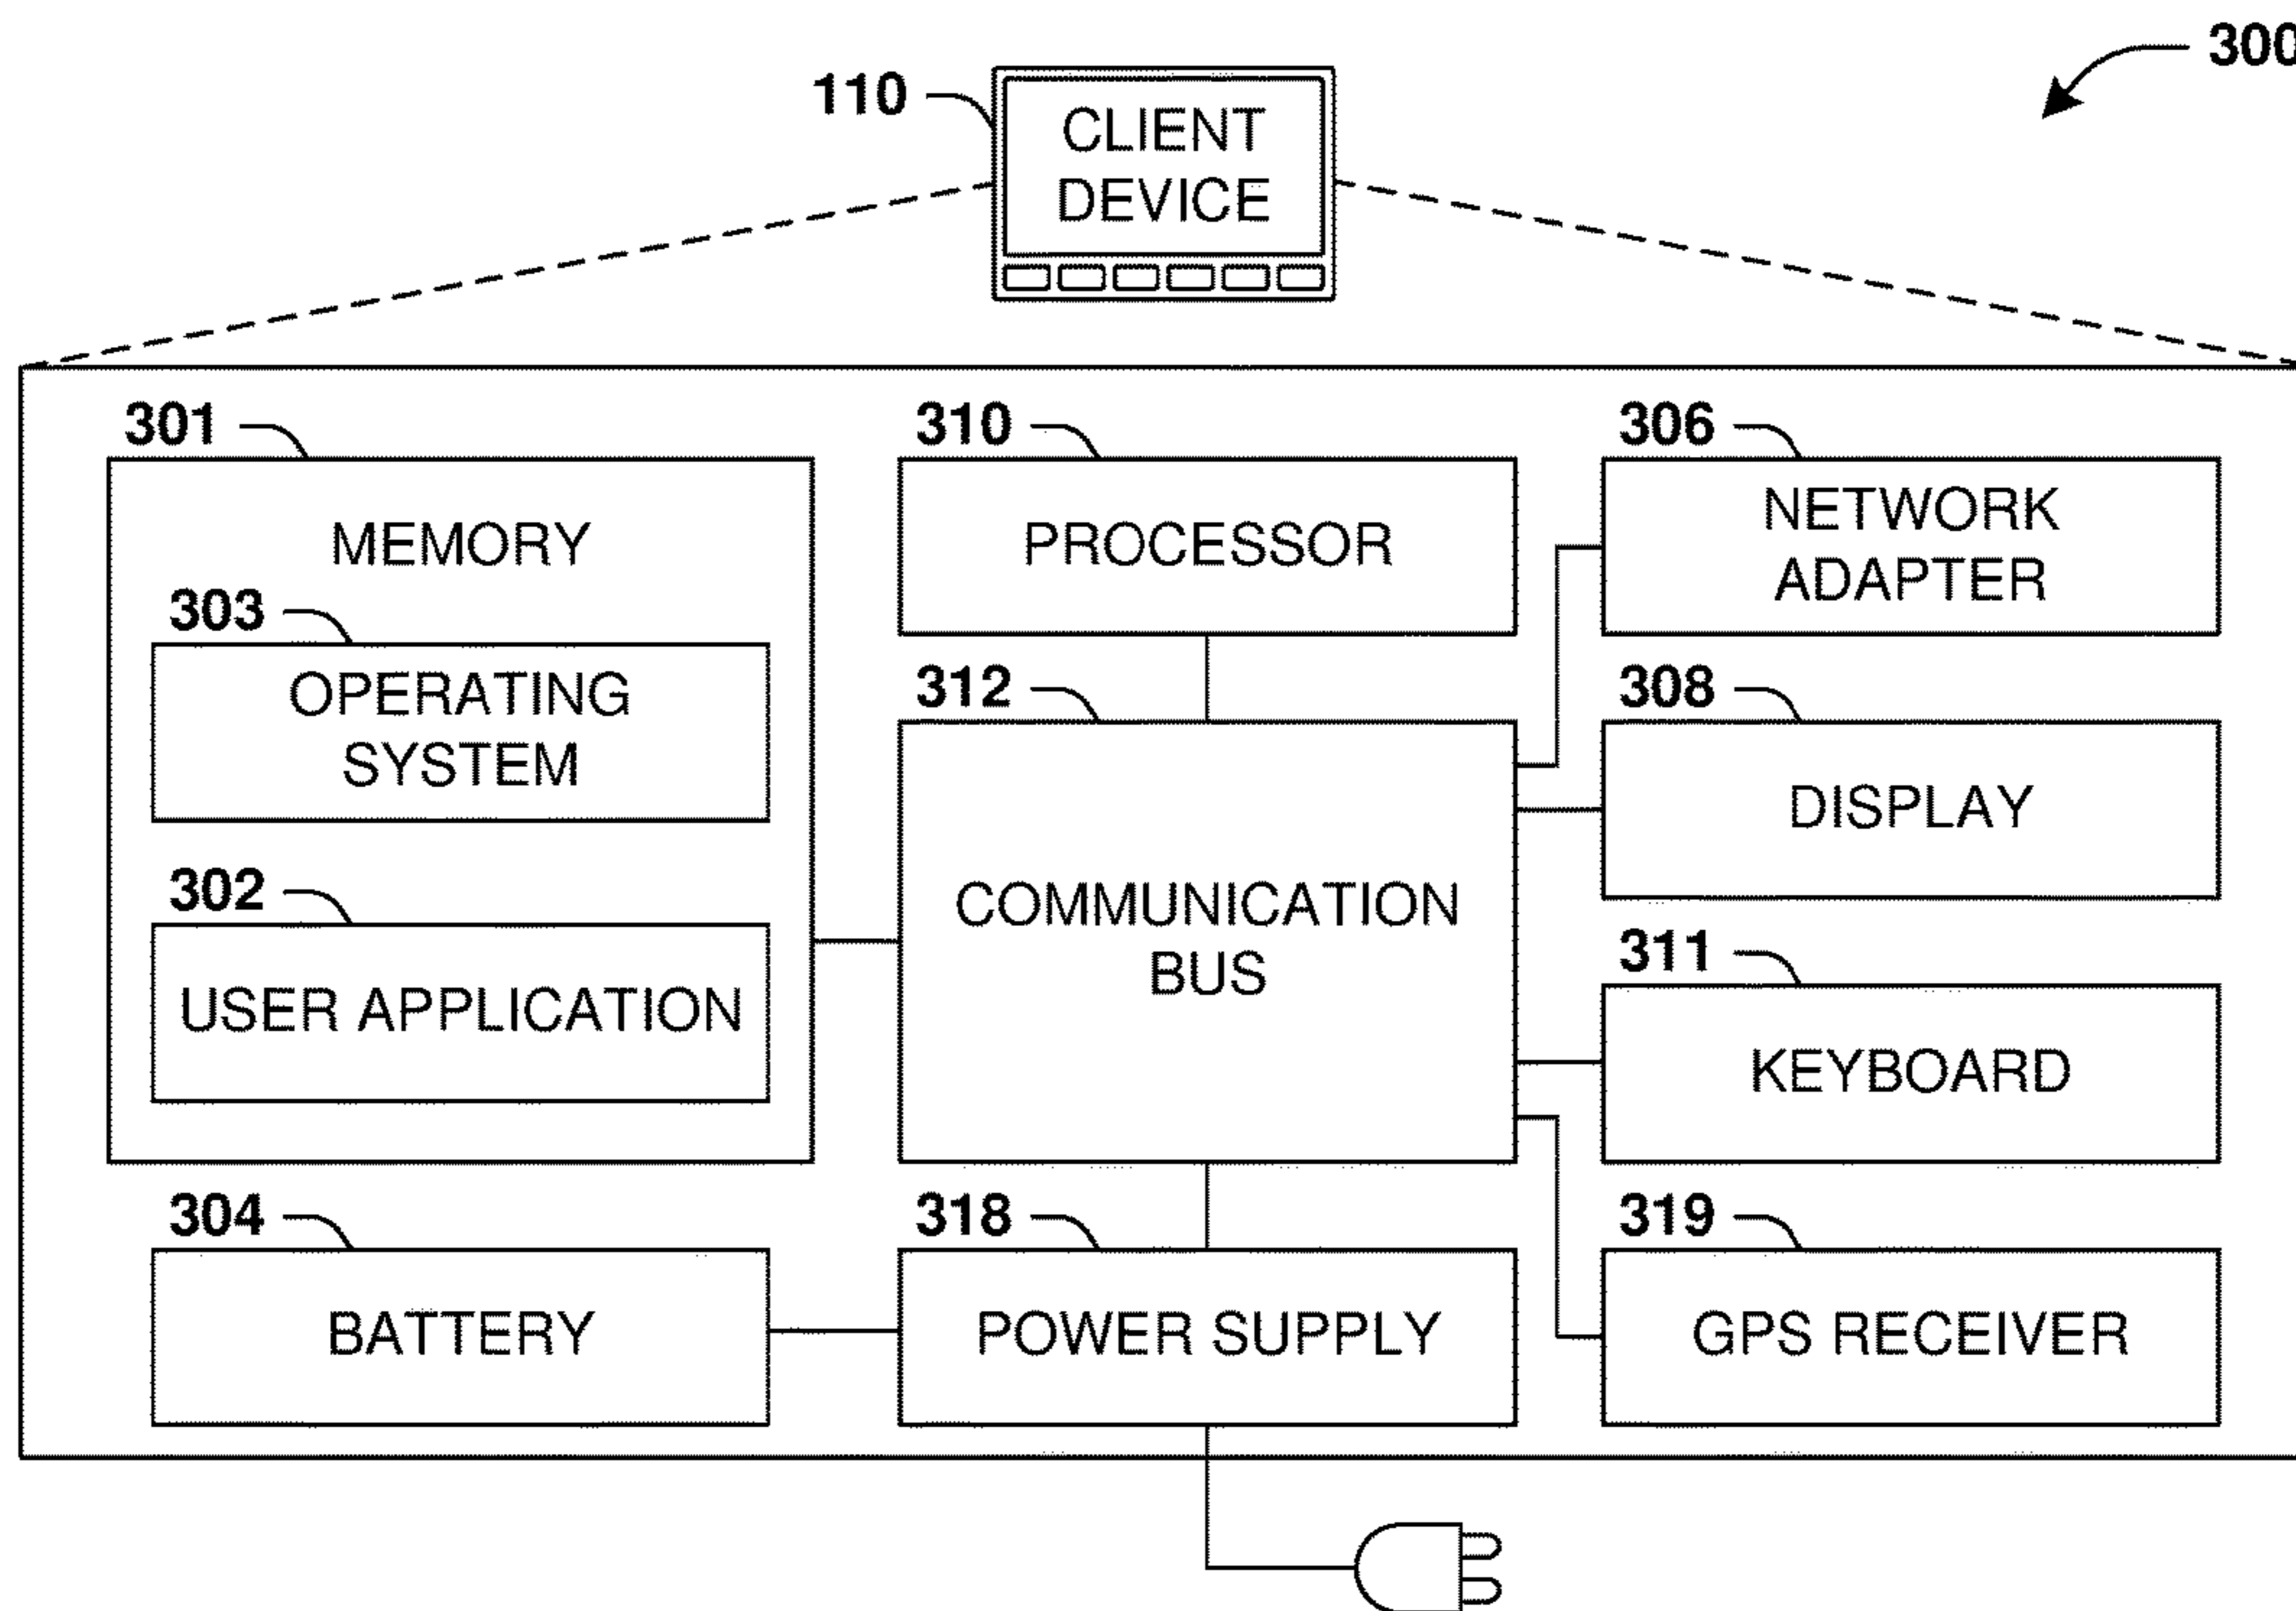 300
110
CLIENT
DEVICE
301
310
306
MEMORY
PROCESSOR
NETWORK
ADAPTER
303
OPERATING
SYSTEM
312
308
COMMUNICATION
BUS
DISPLAY
302
USER APPLICATION
311
KEYBOARD
304
318
319
BATTERY
POWER SUPPLY
GPS RECEIVER